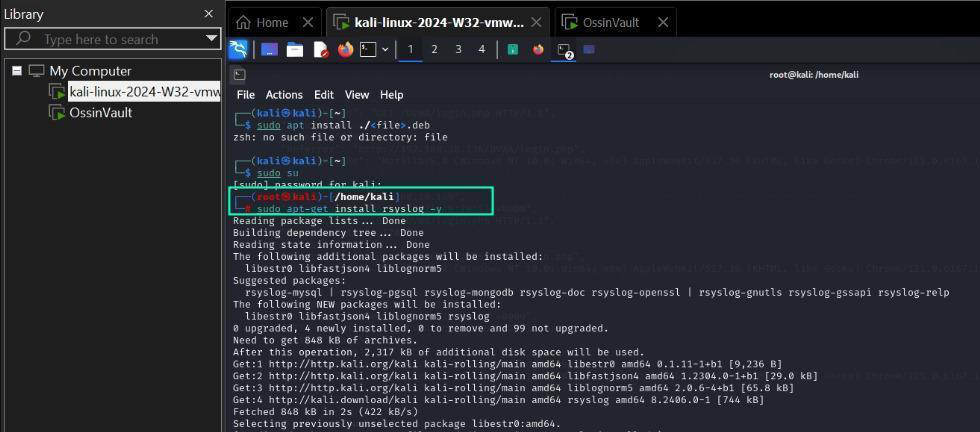 Library
Type here to search
My Computer
kali-linux-2024-W32-vmw
OssinVault
Home
kali-linux-2024-W32-vmw...
OssinVault
1 2 3 4
2
root@kali: /home/kali
File Actions Edit View Help
┌──(kali㉿kali)-[~]
└─$ sudo apt install ./<file>.deb
zsh: no such file or directory: file
┌──(kali㉿kali)-[~]
└─$ sudo su
[sudo] password for kali:
┌──(root㉿kali)-[/home/kali]
└─# sudo apt-get install rsyslog -y
Reading package lists... Done
Building dependency tree... Done
Reading state information... Done
The following additional packages will be installed:
libestr0 libfastjson4 liblognorm5
Suggested packages:
rsyslog-mysql | rsyslog-pgsql rsyslog-mongodb rsyslog-doc rsyslog-openssl | rsyslog-gnutls rsyslog-gssapi rsyslog-relp
The following NEW packages will be installed:
libestr0 libfastjson4 liblognorm5 rsyslog
0 upgraded, 4 newly installed, 0 to remove and 99 not upgraded.
Need to get 848 kB of archives.
After this operation, 2,317 kB of additional disk space will be used.
Get:1 http://http.kali.org/kali kali-rolling/main amd64 libestr0 amd64 0.1.11-1+b1 [9,236 B]
Get:2 http://http.kali.org/kali kali-rolling/main amd64 libfastjson4 amd64 1.2304.0-1+b1 [29.0 kB]
Get:3 http://http.kali.org/kali kali-rolling/main amd64 liblognorm5 amd64 2.0.6-4+b1 [65.8 kB]
Get:4 http://kali.download/kali kali-rolling/main amd64 rsyslog amd64 8.2406.0-1 [744 kB]
Fetched 848 kB in 2s (422 kB/s)
Selecting previously unselected package libestr0:amd64.